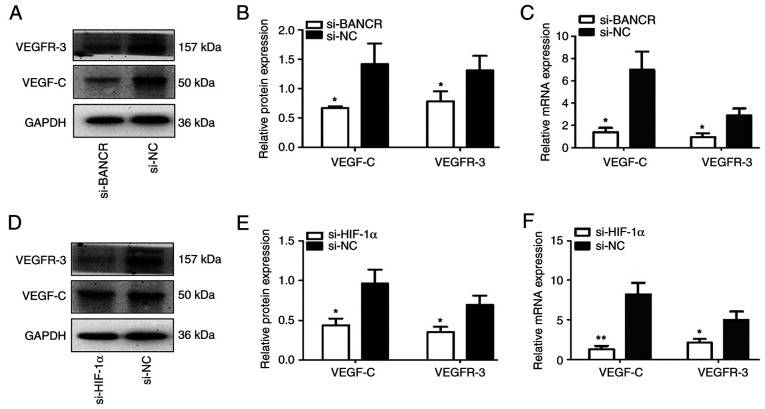 A
VEGFR-3
157 kDa
VEGF-C
50 kDa
GAPDH
36 kDa
si-BANCR
si-NC
B
si-BANCR
si-NC
Relative protein expression
2.0
1.5
1.0
0.5
0.0
*
*
VEGF-C
VEGFR-3
C
si-BANCR
si-NC
Relative mRNA expression
10
8
6
4
2
0
*
*
VEGF-C
VEGFR-3
D
VEGFR-3
157 kDa
VEGF-C
50 kDa
GAPDH
36 kDa
si-HIF-1α
si-NC
E
si-HIF-1α
si-NC
Relative protein expression
1.5
1.0
0.5
0.0
*
*
VEGF-C
VEGFR-3
F
si-HIF-1α
si-NC
Relative mRNA expression
15
10
5
0
**
*
VEGF-C
VEGFR-3